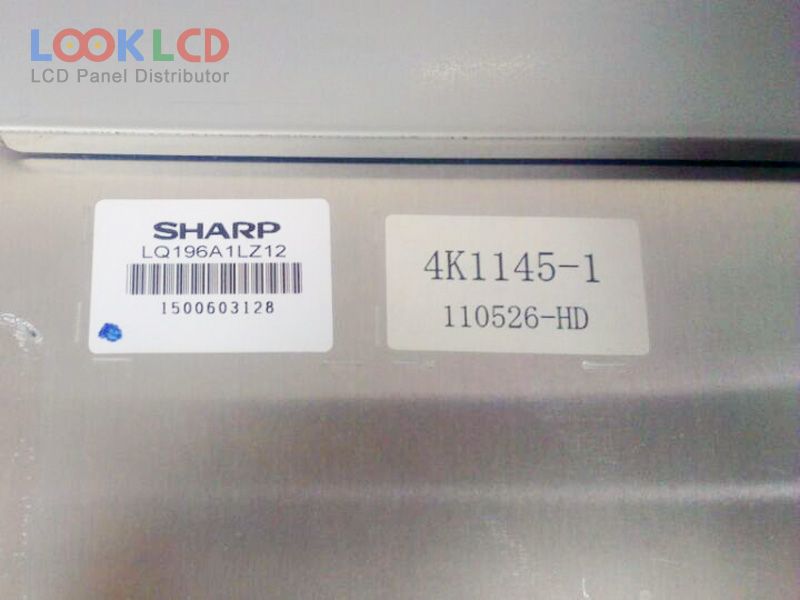 LOOKLCD
LCD Panel Distributor
SHARP
LQ196A1LZ12
1500603128
4K1145-1
110526-HD